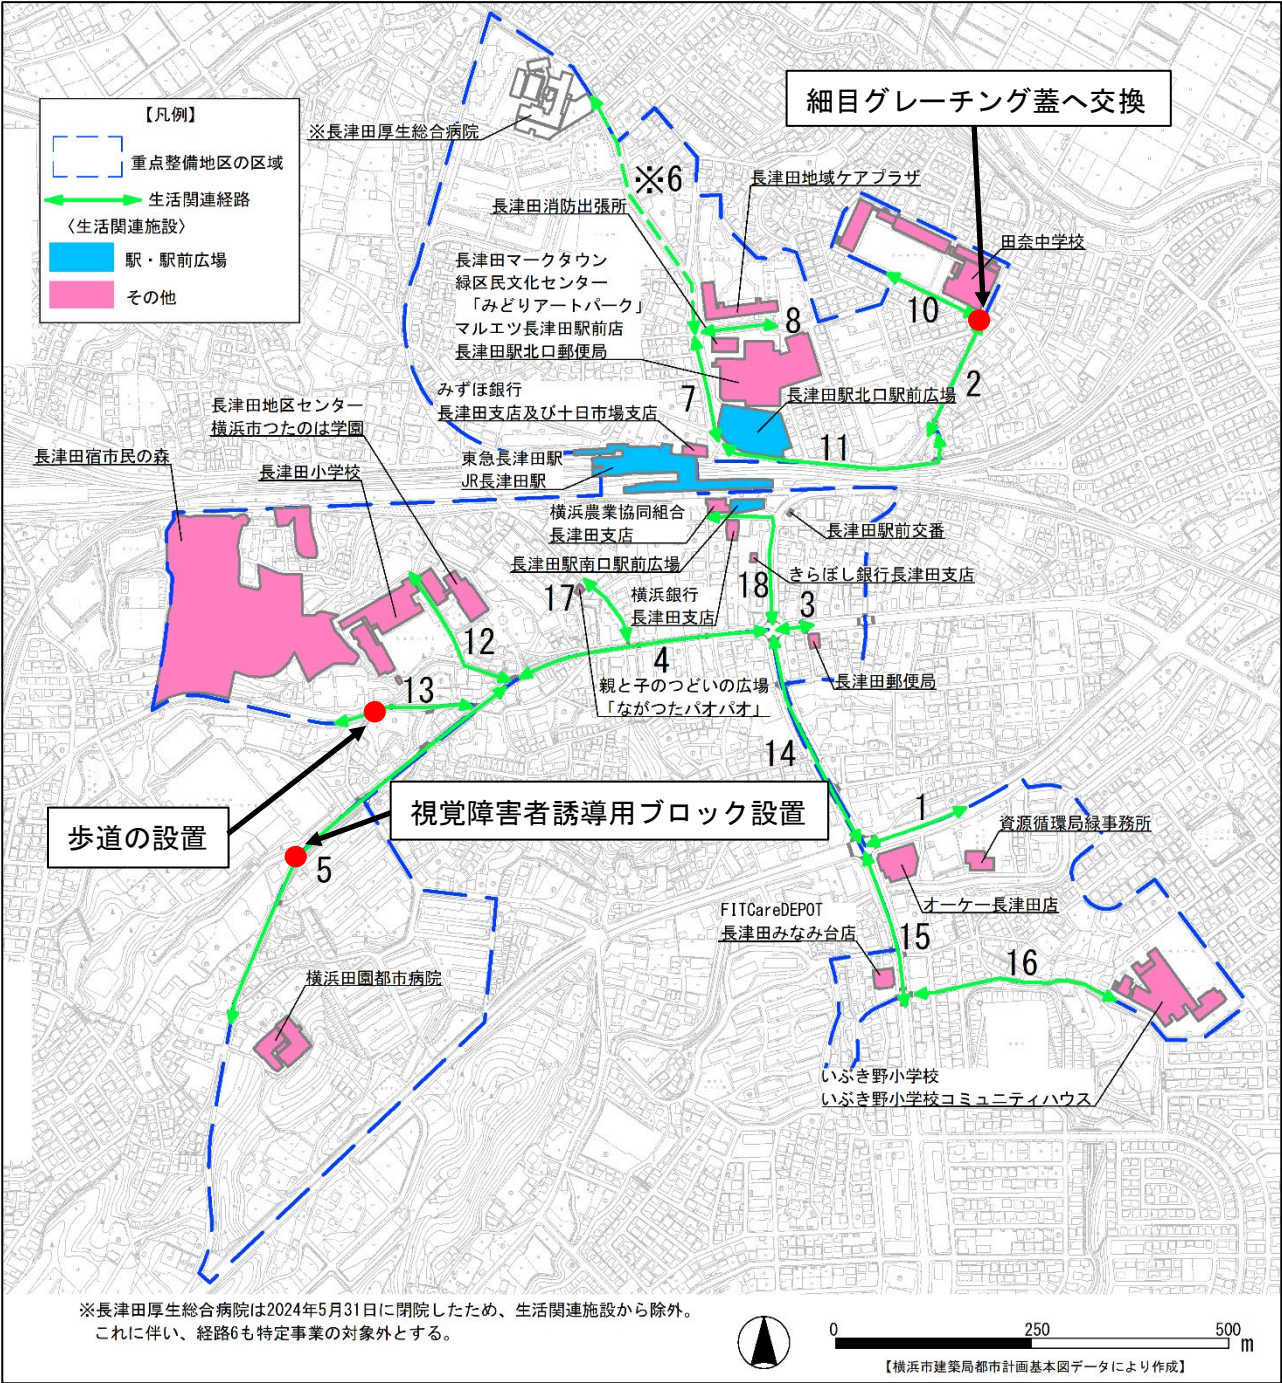 細目グレーチング蓋へ交換
【凡例】
重点整備地区の区域
生活関連経路
〈生活関連施設〉
駅・駅前広場
その他
※長津田厚生総合病院
※6
長津田地域ケアプラザ
長津田消防出張所
田奈中学校
長津田マークタウン
緑区民文化センター
「みどりアートパーク」
マルエツ長津田駅前店
長津田駅北口郵便局
10
8
2
7
みずほ銀行
長津田支店及び十日市場支店
長津田駅北口駅前広場
11
長津田地区センター
横浜市つたのは学園
長津田宿市民の森
長津田小学校
東急長津田駅
JR長津田駅
横浜農業協同組合
長津田支店
長津田駅前交番
長津田駅南口駅前広場
18
きらぼし銀行長津田支店
17
横浜銀行
長津田支店
3
12
4
長津田郵便局
親と子のつどいの広場
「ながつたパオパオ」
13
14
歩道の設置
視覚障害者誘導用ブロック設置
5
1
資源循環局緑事務所
オーケー長津田店
FITCareDEPOT
長津田みなみ台店
15
16
横浜田園都市病院
いぶき野小学校
いぶき野小学校コミュニティハウス
※長津田厚生総合病院は2024年5月31日に閉院したため、生活関連施設から除外。
これに伴い、経路6も特定事業の対象外とする。
0 250 500
m
【横浜市建築局都市計画基本図データにより作成】